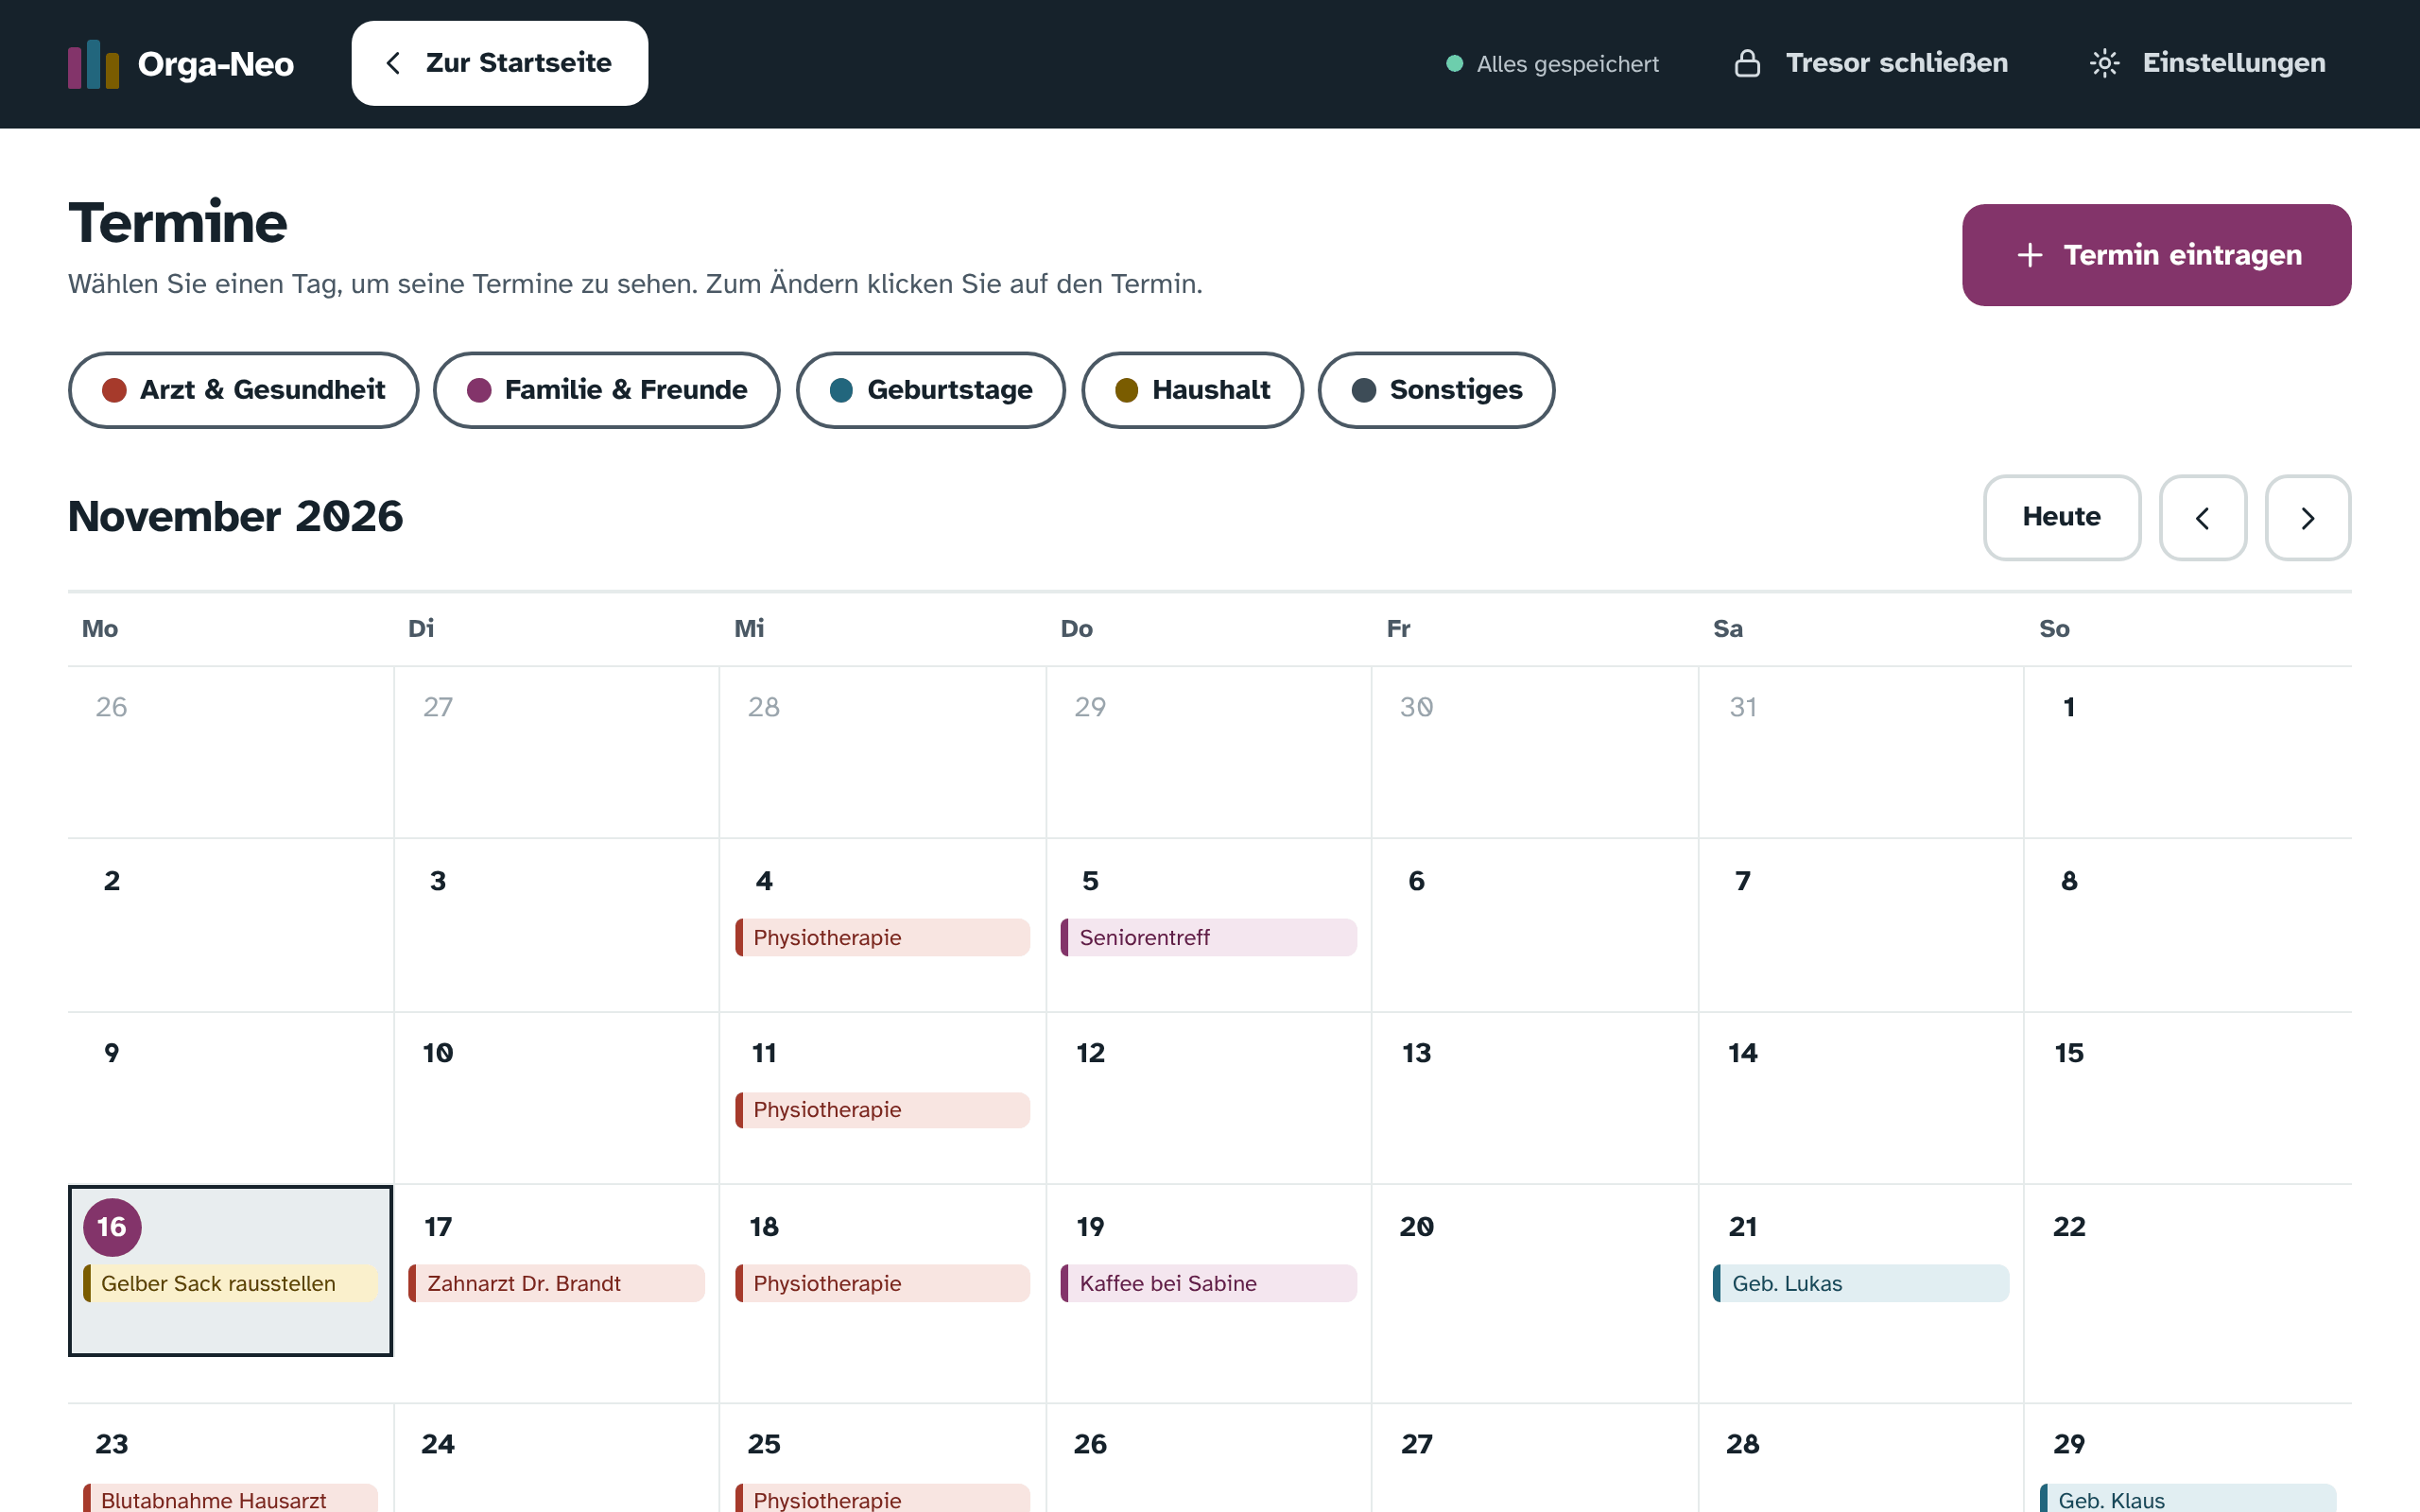 Orga-Neo
Zur Startseite
Alles gespeichert
Tresor schließen
Einstellungen
Termine
Wählen Sie einen Tag, um seine Termine zu sehen. Zum Ändern klicken Sie auf den Termin.
Termin eintragen
Arzt & Gesundheit
Familie & Freunde
Geburtstage
Haushalt
Sonstiges
November 2026
Heute
Mo Di Mi Do Fr Sa So
26 27 28 29 30 31 1
2 3 4 5 6 7 8
Physiotherapie
Seniorentreff
9 10 11 12 13 14 15
Physiotherapie
16 17 18 19 20 21 22
Gelber Sack rausstellen
Zahnarzt Dr. Brandt
Physiotherapie
Kaffee bei Sabine
Geb. Lukas
23 24 25 26 27 28 29
Blutabnahme Hausarzt
Physiotherapie
Geb. Klaus